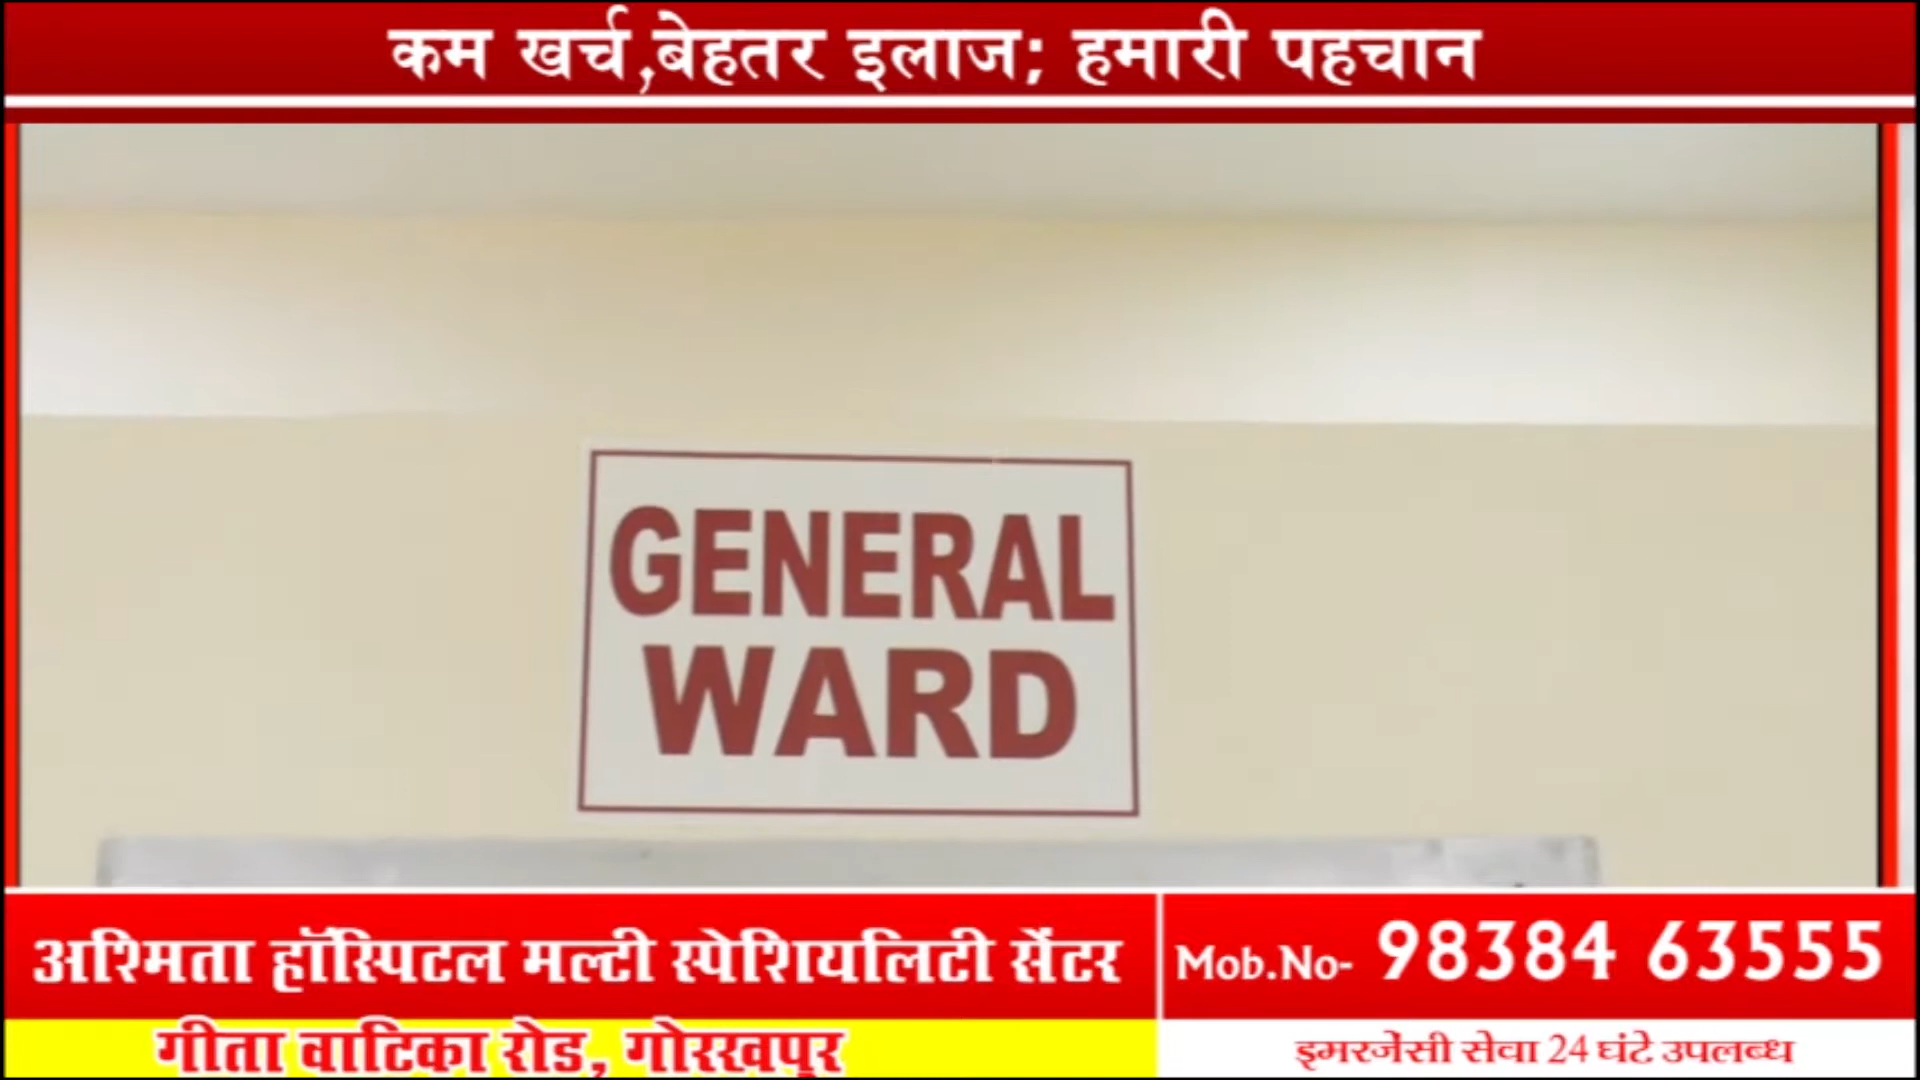 कम खर्च,बेहतर इलाज; हमारी पहचान
GENERAL
WARD
अश्मिता हॉस्पिटल मल्टी स्पेशियलिटी सेंटर
Mob.No- 98384 63555
गीता वाटिका रोड, गोरखपुर
इमरजेंसी सेवा 24 घंटे उपलब्ध